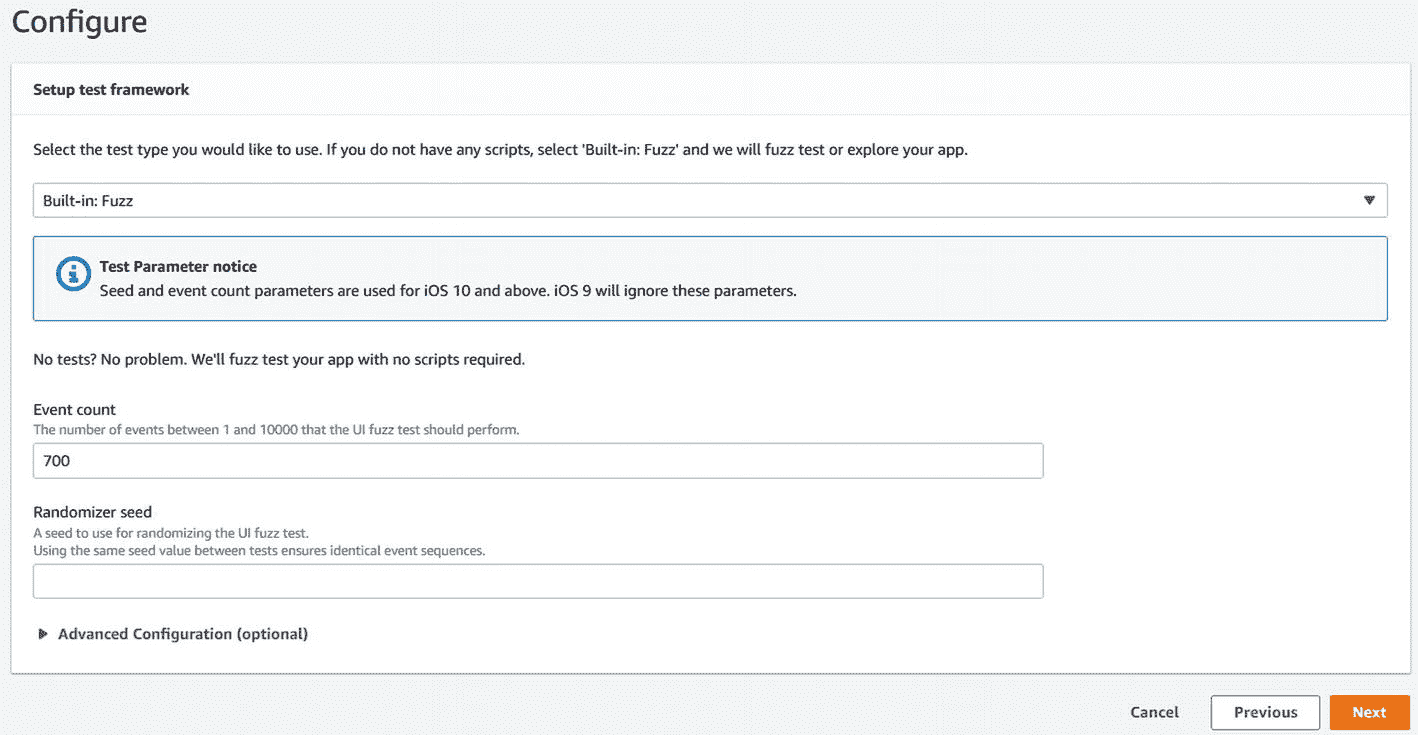 Configure
Setup test framework
Select the test type you would like to use. If you do not have any scripts, select 'Built-in: Fuzz' and we will fuzz test or explore your app.
Built-in: Fuzz
Test Parameter notice
Seed and event count parameters are used for iOS 10 and above. iOS 9 will ignore these parameters.
No tests? No problem. We'll fuzz test your app with no scripts required.
Event count
The number of events between 1 and 10000 that the UI fuzz test should perform.
700
Randomizer seed
A seed to use for randomizing the UI fuzz test.
Using the same seed value between tests ensures identical event sequences.
Advanced Configuration (optional)
Cancel Previous Next